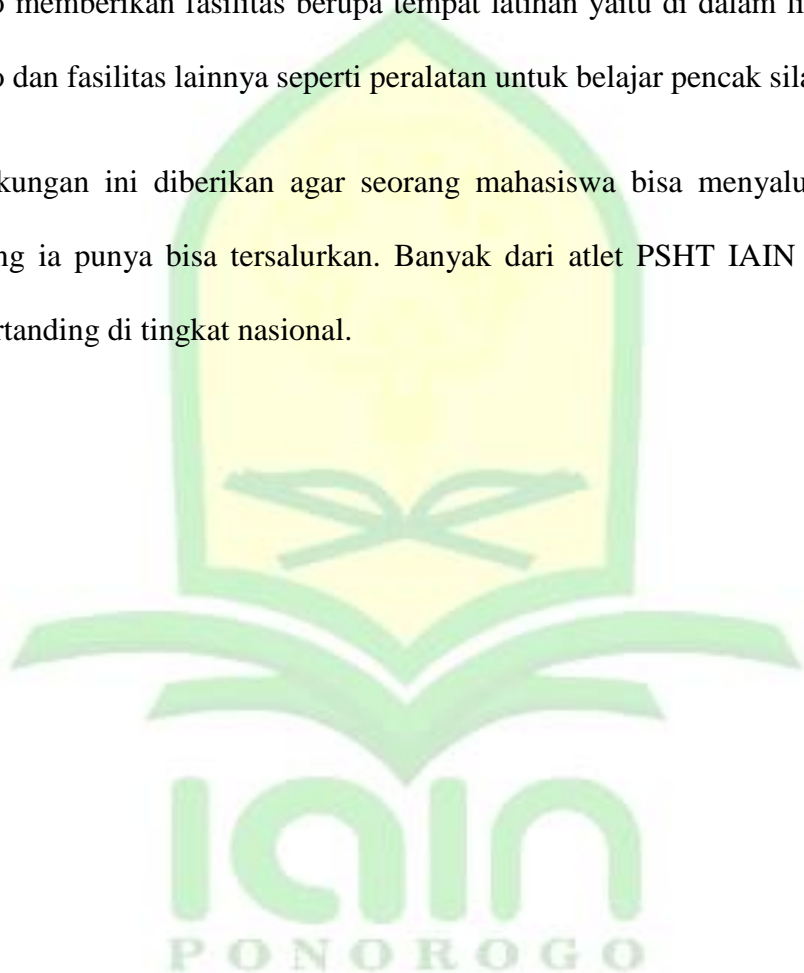 o memberikan fasilitas berupa tempat latihan yaitu di dalam li
o dan fasilitas lainnya seperti peralatan untuk belajar pencak sila
kungan ini diberikan agar seorang mahasiswa bisa menyalu
ng ia punya bisa tersalurkan. Banyak dari atlet PSHT IAIN
rtanding di tingkat nasional.
iain
PONOROGO